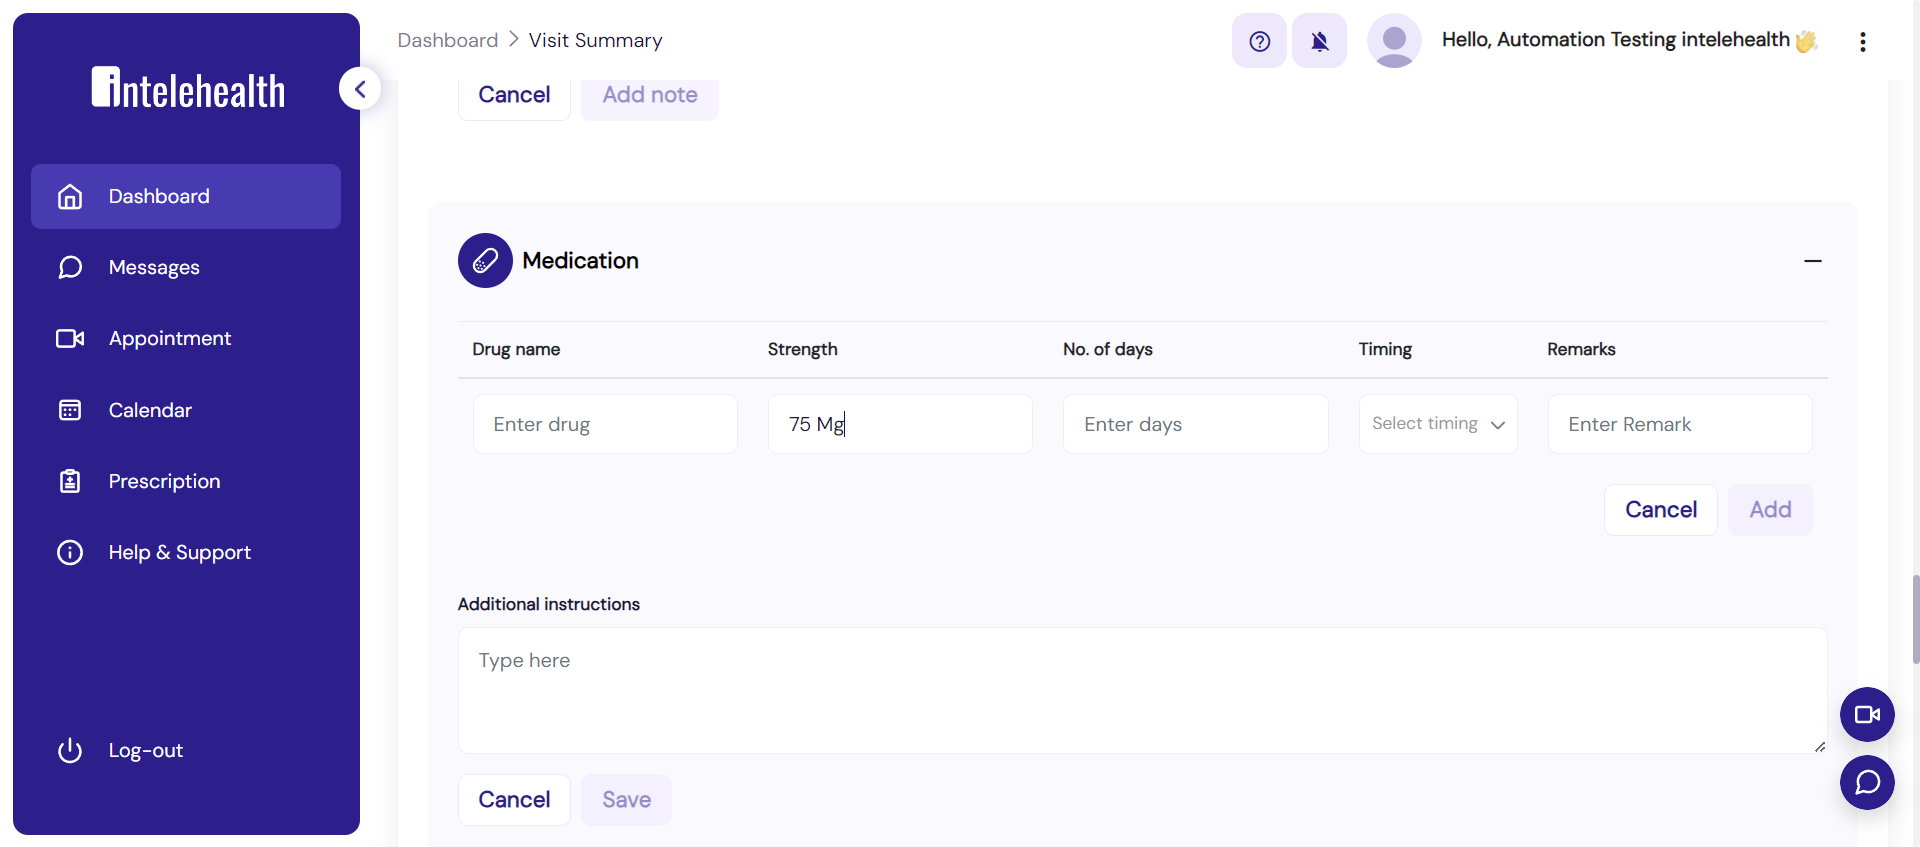 intelehealth
Dashboard
Messages
Appointment
Calendar
Prescription
Help & Support
Log-out
Dashboard > Visit Summary
Hello, Automation Testing intelehealth 👋
Cancel
Add note
Medication
Drug name
Strength
No. of days
Timing
Remarks
Enter drug
75 Mg
Enter days
Select timing
Enter Remark
Cancel
Add
Additional instructions
Type here
Cancel
Save